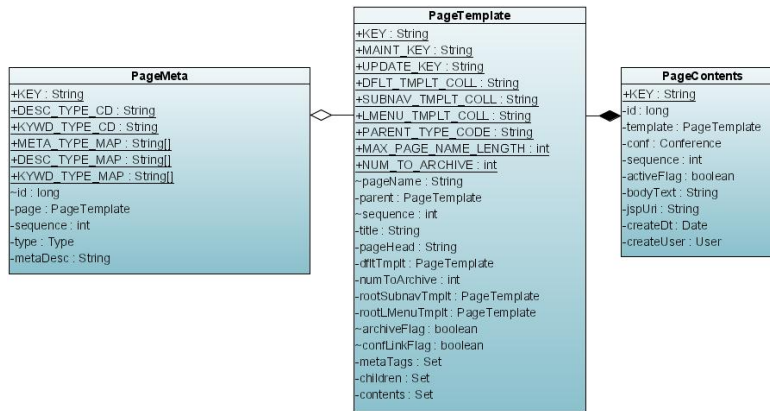 PageMeta
+KEY : String
+DESC_TYPE_CD : String
+KYWD_TYPE_CD : String
+META_TYPE_MAP : String[]
+DESC_TYPE_MAP : String[]
+KYWD_TYPE_MAP : String[]
~id : long
-page : PageTemplate
-sequence : int
-type : Type
-metaDesc : String
PageTemplate
+KEY : String
+MAINT_KEY : String
+UPDATE_KEY : String
+DFLT_TMPLT_COLL : String
+SUBNAV_TMPLT_COLL : String
+LMENU_TMPLT_COLL : String
+PARENT_TYPE_CODE : String
+MAX_PAGE_NAME_LENGTH : int
+NUM_TO_ARCHIVE : int
~pageName : String
-parent : PageTemplate
~sequence : int
-title : String
-pageHead : String
-dfltTmplt : PageTemplate
-numToArchive : int
-rootSubnavTmplt : PageTemplate
-rootLMenuTmplt : PageTemplate
~archiveFlag : boolean
~confLinkFlag : boolean
-metaTags : Set
-children : Set
-contents : Set
PageContents
+KEY : String
-id : long
-template : PageTemplate
-conf : Conference
-sequence : int
-activeFlag : boolean
-bodyText : String
-jspUri : String
-createDt : Date
-createUser : User